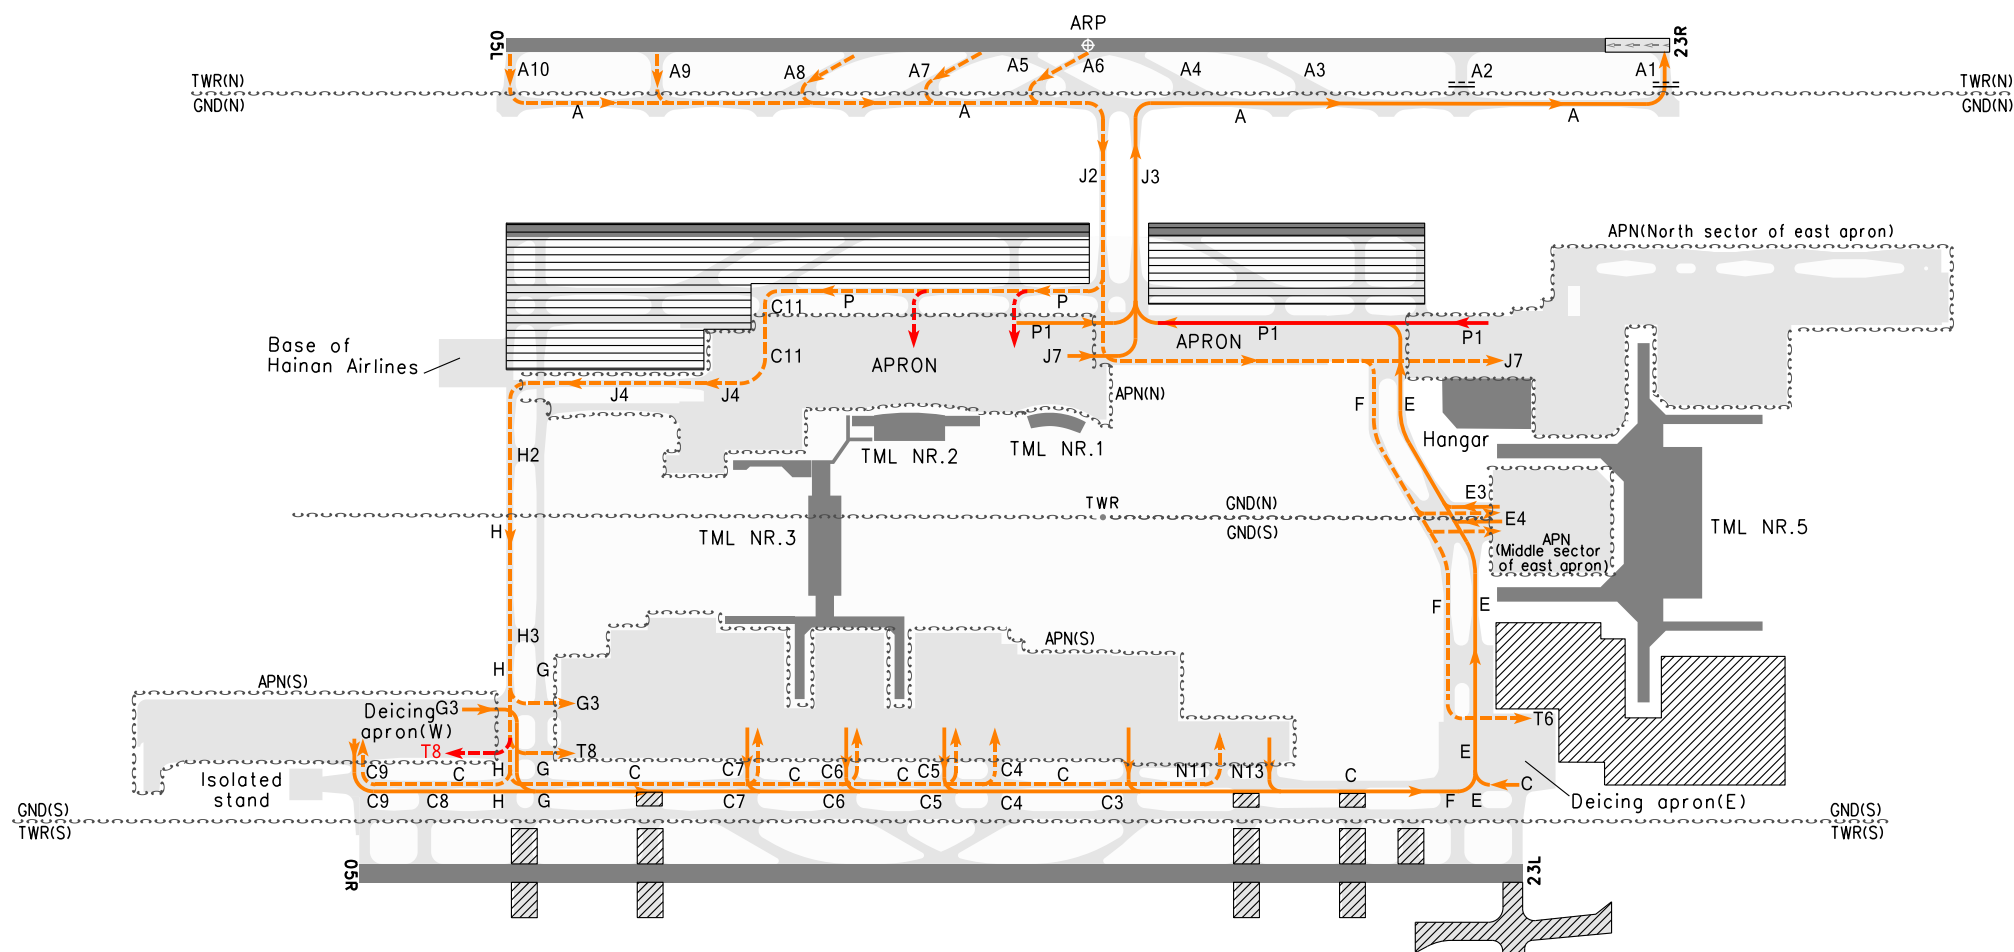 ARP
05L
23R
A10
A9
A8
A7
A5
A6
A4
A3
A2
A1
TWR(N)
GND(N)
TWR(N)
GND(N)
A
A
A
A
J2
J3
APN(North sector of east apron)
C11
P
P
P1
P1
P1
APRON
J7
J7
C11
APRON
Base of
Hainan Airlines
J4
J4
APN(N)
F
E
Hangar
TML NR.2
TML NR.1
H2
E3
TWR
GND(N)
GND(S)
E4
TML NR.3
TML NR.5
H
APN
(Middle sector
of east apron)
F
E
H3
APN(S)
H
G
APN(S)
G3
G3
Deicing
apron(W)
T6
T8
T8
E
C9
C
H
G
C
C7
C
C6
C
C5
C4
C
N11
N13
C
C
Isolated
stand
C9
C8
H
G
C7
C6
C5
C4
C3
F
E
Deicing apron(E)
GND(S)
TWR(S)
GND(S)
TWR(S)
05R
23L